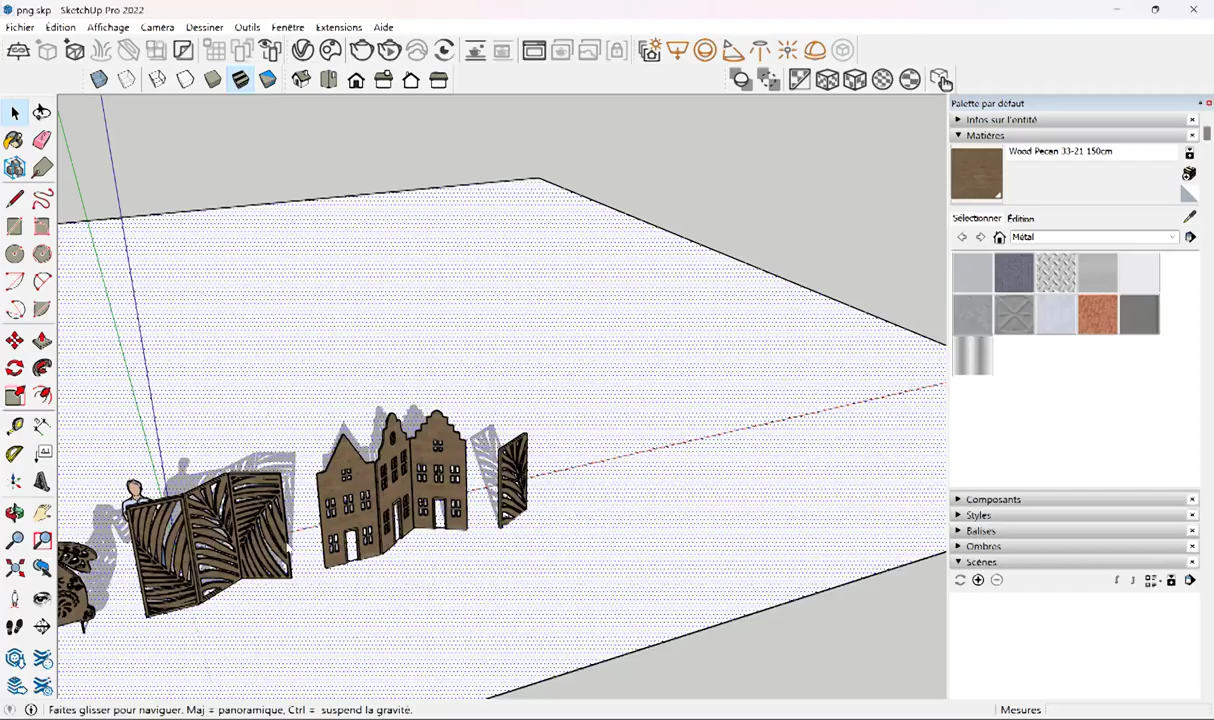 png.skp - SketchUp Pro 2022
Fichier Édition Affichage Caméra Dessiner Outils Fenêtre Extensions Aide
Palette par défaut
Infos sur l'entité
Matières
Wood Pecan 33-21 150cm
Sélectionner Édition
Métal
Composants
Styles
Balises
Ombres
Scènes
Faites glisser pour naviguer. Maj = panoramique, Ctrl = suspend la gravité.
Mesures